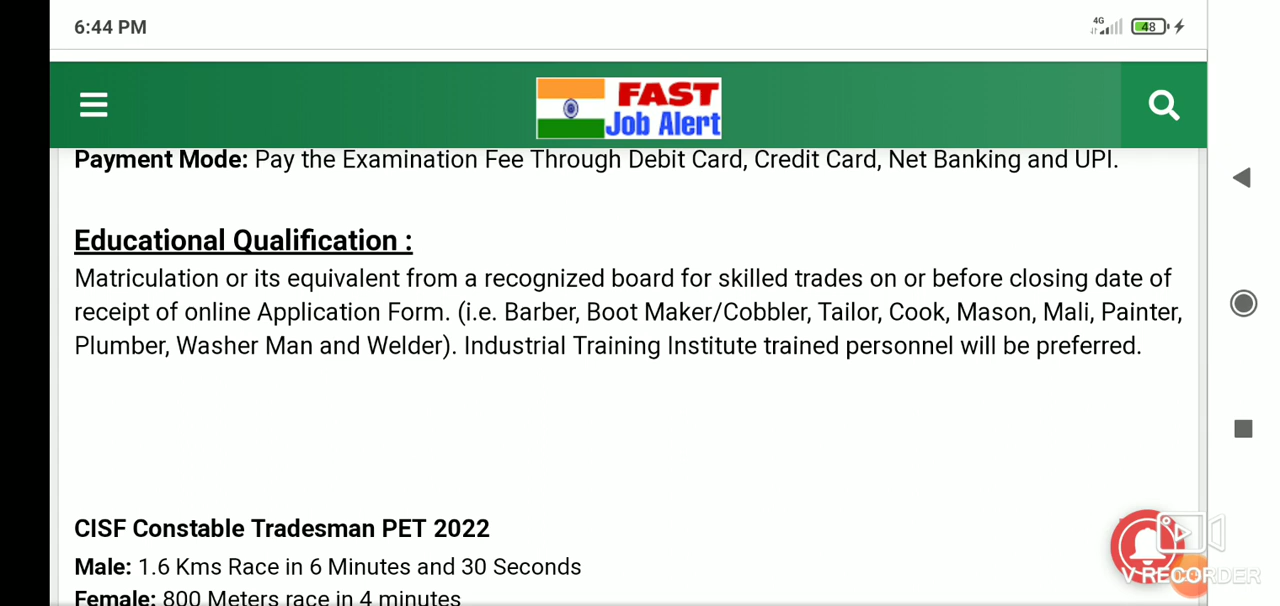 6:44 PM
4G
48
FAST
Job Alert
Payment Mode: Pay the Examination Fee Through Debit Card, Credit Card, Net Banking and UPI.
Educational Qualification :
Matriculation or its equivalent from a recognized board for skilled trades on or before closing date of
receipt of online Application Form. (i.e. Barber, Boot Maker/Cobbler, Tailor, Cook, Mason, Mali, Painter,
Plumber, Washer Man and Welder). Industrial Training Institute trained personnel will be preferred.
CISF Constable Tradesman PET 2022
Male: 1.6 Kms Race in 6 Minutes and 30 Seconds
V RECORDER
Female: 800 Meters race in 4 minutes